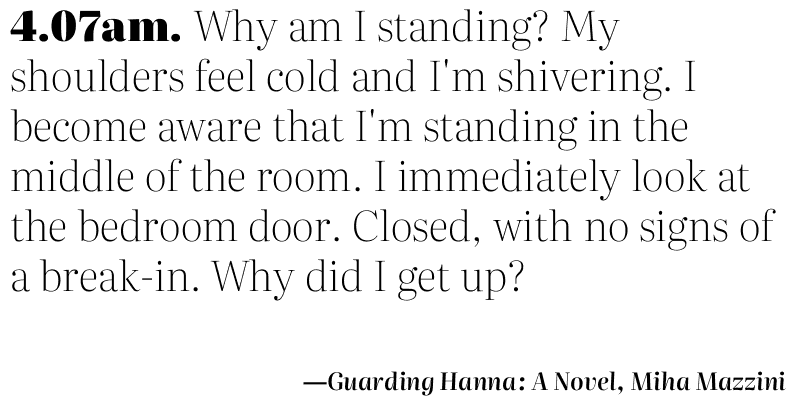 4.07am. Why am I standing? My
shoulders feel cold and I'm shivering. I
become aware that I'm standing in the
middle of the room. I immediately look at
the bedroom door. Closed, with no signs of
a break-in. Why did I get up?
—Guarding Hanna: A Novel, Miha Mazzini